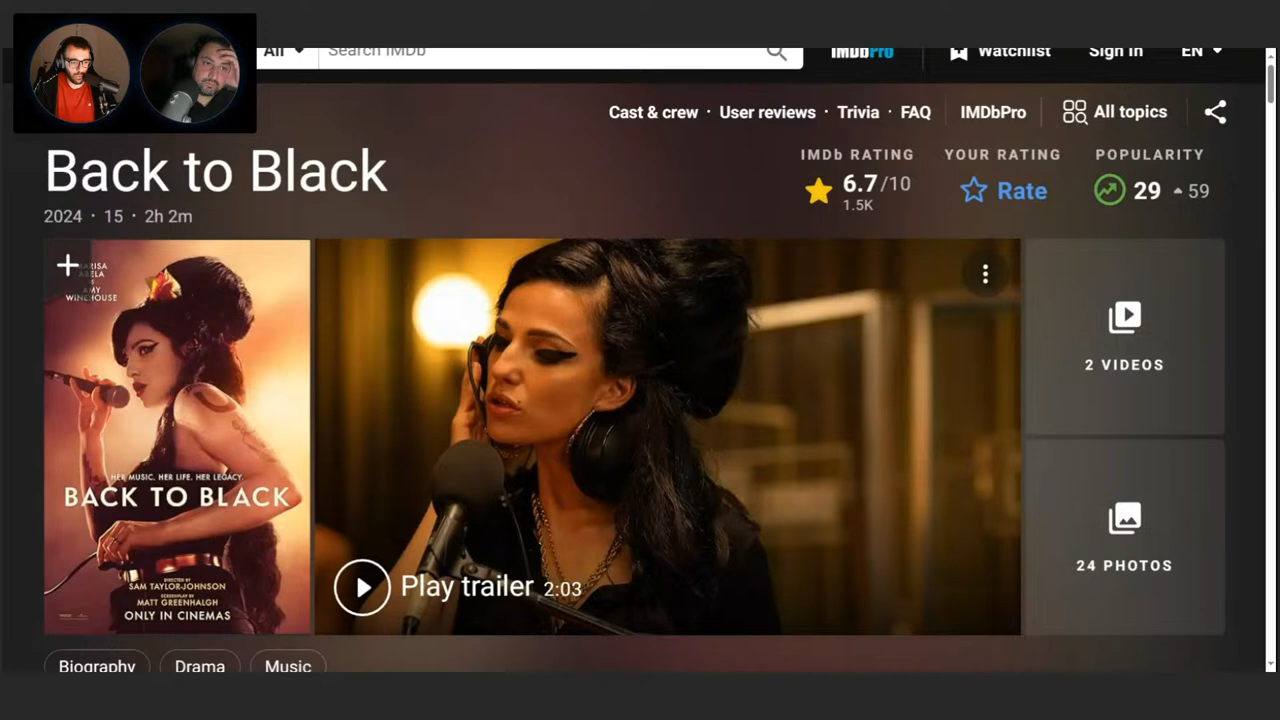 All
Search IMDb
IMDbPro
Watchlist
Sign In
EN
Cast & crew · User reviews · Trivia · FAQ
IMDbPro
All topics
Back to Black
2024 · 15 · 2h 2m
IMDb RATING
6.7/10
1.5K
YOUR RATING
Rate
POPULARITY
29
59
MARISA
ABELA
IS
AMY
WINEHOUSE
HER MUSIC. HER LIFE. HER LEGACY.
BACK TO BLACK
DIRECTED BY
SAM TAYLOR-JOHNSON
SCREENPLAY BY
MATT GREENHALGH
ONLY IN CINEMAS
Play trailer 2:03
2 VIDEOS
24 PHOTOS
Biography
Drama
Music